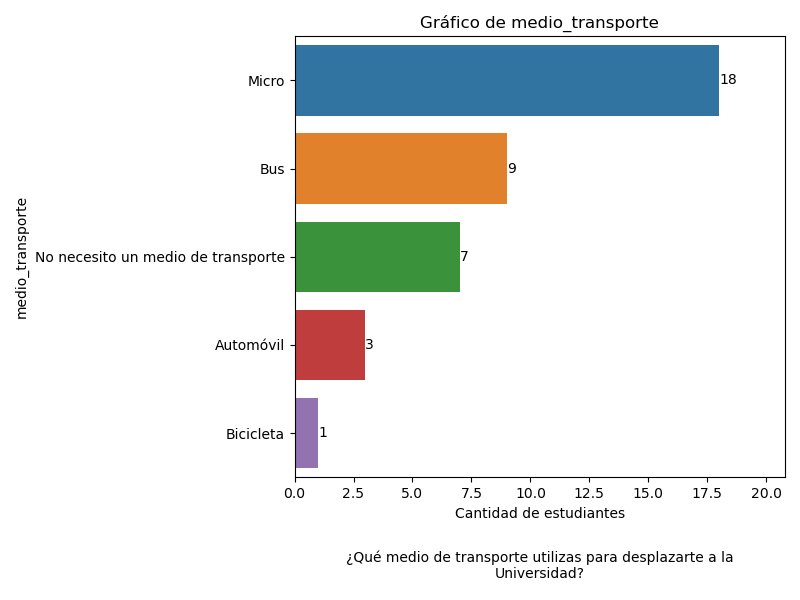 Gráfico de medio_transporte
medio_transporte
Micro
18
Bus
9
No necesito un medio de transporte
7
Automóvil
3
Bicicleta
1
0.0 2.5 5.0 7.5 10.0 12.5 15.0 17.5 20.0
Cantidad de estudiantes
¿Qué medio de transporte utilizas para desplazarte a la
Universidad?